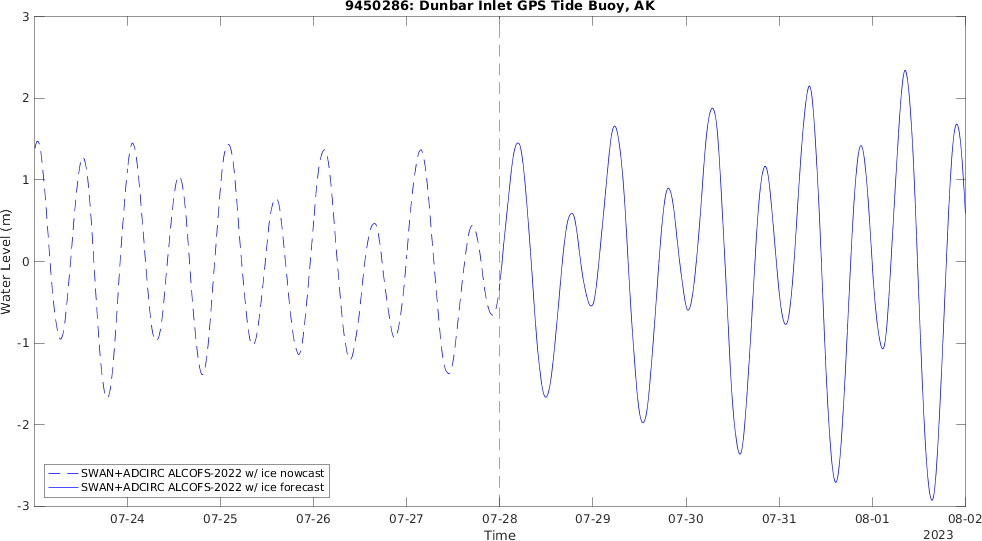 9450286: Dunbar Inlet GPS Tide Buoy, AK
3
2
1
0
-1
-2
-3
Water Level (m)
SWAN+ADCIRC ALCOFS-2022 w/ ice nowcast
SWAN+ADCIRC ALCOFS-2022 w/ ice forecast
07-24 07-25 07-26 07-27 07-28 07-29 07-30 07-31 08-01 08-02
Time
2023